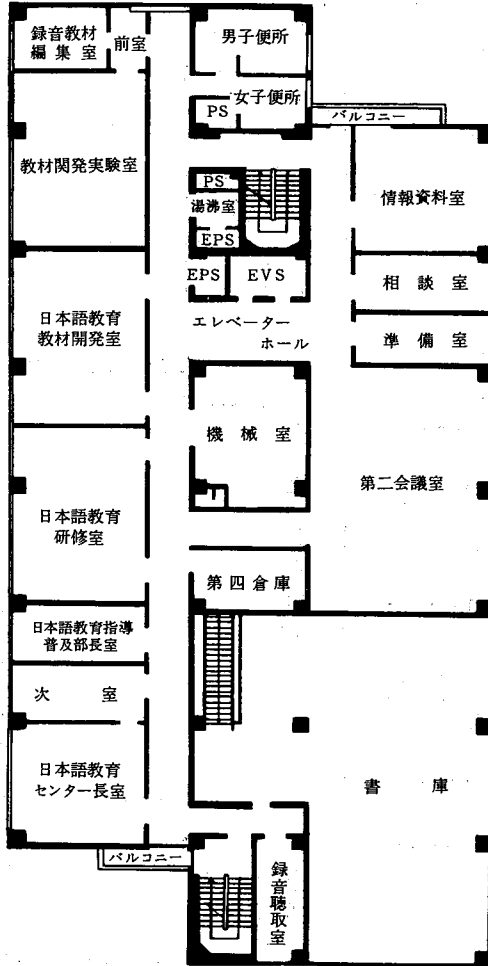 録音教材
編集室
前室
男子便所
女子便所
PS
バルコニー
教材関発実験室
PS
湯沸室
EPS
情報資料室
EPS
EVS
相談室
日本語教育
教材開発室
エレベーター
ホール
準備室
機械室
第二会議室
日本語教育
研修室
第四倉庫
日本語教育指導
普及部長室
次室
日本語教育
センター長室
書庫
バルコニー
録音聴取室